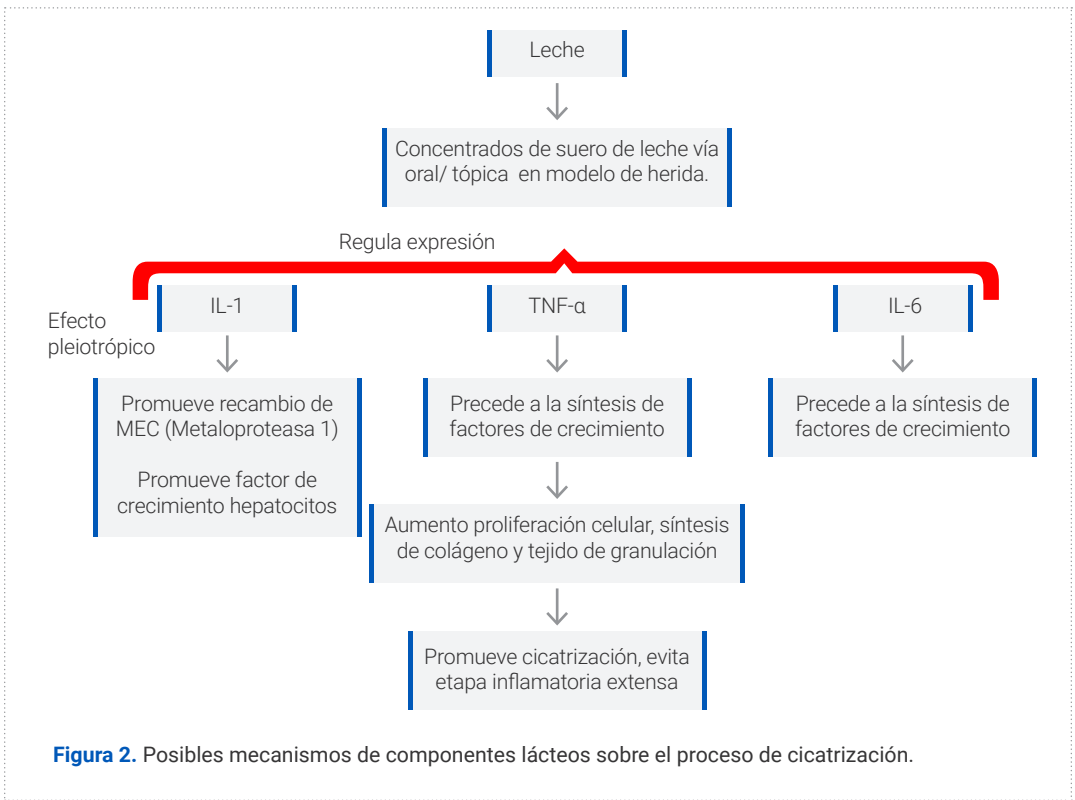 Leche
Concentrados de suero de leche vía
oral/ tópica en modelo de herida.
Regula expresión
IL-1
TNF-α
IL-6
Efecto
pleiotrópico
Promueve recambio de
MEC (Metaloproteasa 1)
Promueve factor de
crecimiento hepatocitos
Precede a la síntesis de
factores de crecimiento
Precede a la síntesis de
factores de crecimiento
Aumento proliferación celular, síntesis
de colágeno y tejido de granulación
Promueve cicatrización, evita
etapa inflamatoria extensa
Figura 2. Posibles mecanismos de componentes lácteos sobre el proceso de cicatrización.